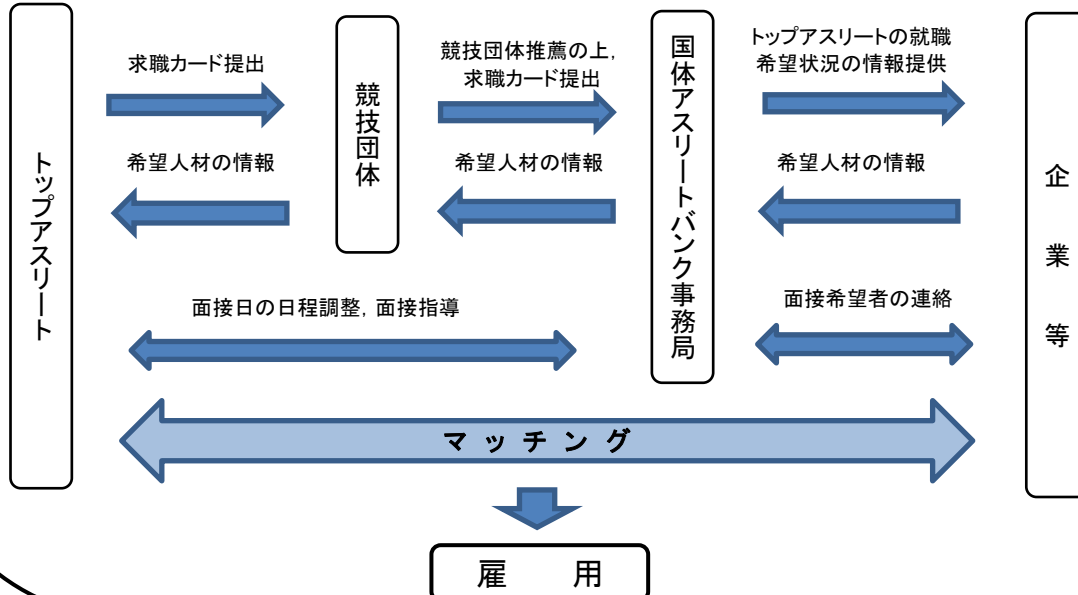 トップアスリート
求職カード提出
希望人材の情報
競技団体
競技団体推薦の上,
求職カード提出
希望人材の情報
面接日の日程調整, 面接指導
国体アスリートバンク事務局
トップアスリートの就職
希望状況の情報提供
希望人材の情報
面接希望者の連絡
企業等
マッチング
雇用